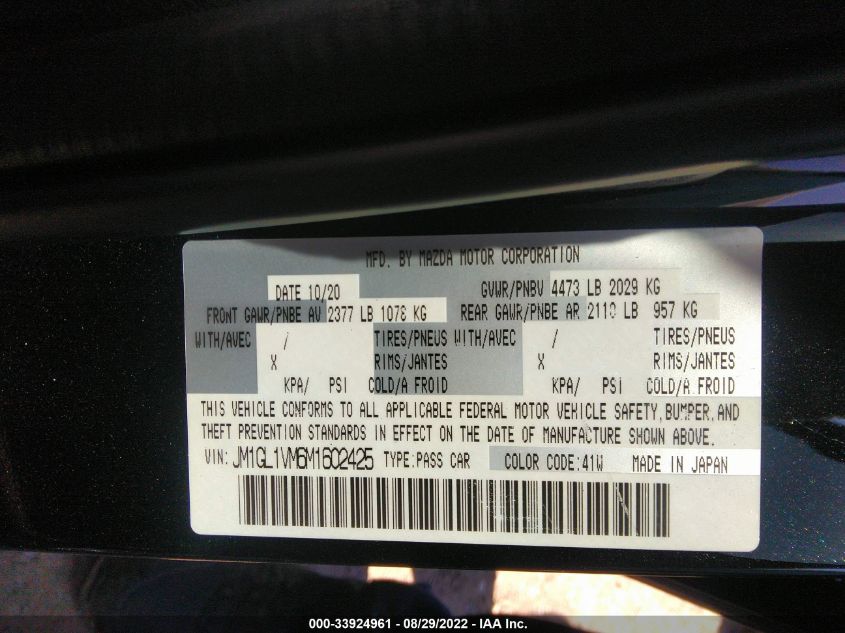 MFD. BY MAZDA MOTOR CORPORATION
DATE 10/20 GVWR/PNBV 4473 LB 2029 KG
FRONT GAWR/PNBE AV 2377 LB 1078 KG REAR GAWR/PNBE AR 2110 LB 957 KG
WITH/AVEC / TIRES/PNEUS WITH/AVEC / TIRES/PNEUS
X RIMS/JANTES X RIMS/JANTES
KPA/ PSI COLD/A FROID KPA/ PSI COLD/A FROID
THIS VEHICLE CONFORMS TO ALL APPLICABLE FEDERAL MOTOR VEHICLE SAFETY, BUMPER, AND
THEFT PREVENTION STANDARDS IN EFFECT ON THE DATE OF MANUFACTURE SHOWN ABOVE.
VIN: JM1GL1VM6M1602425 TYPE: PASS CAR COLOR CODE: 41W MADE IN JAPAN
000-33924961 - 08/29/2022 - IAA Inc.